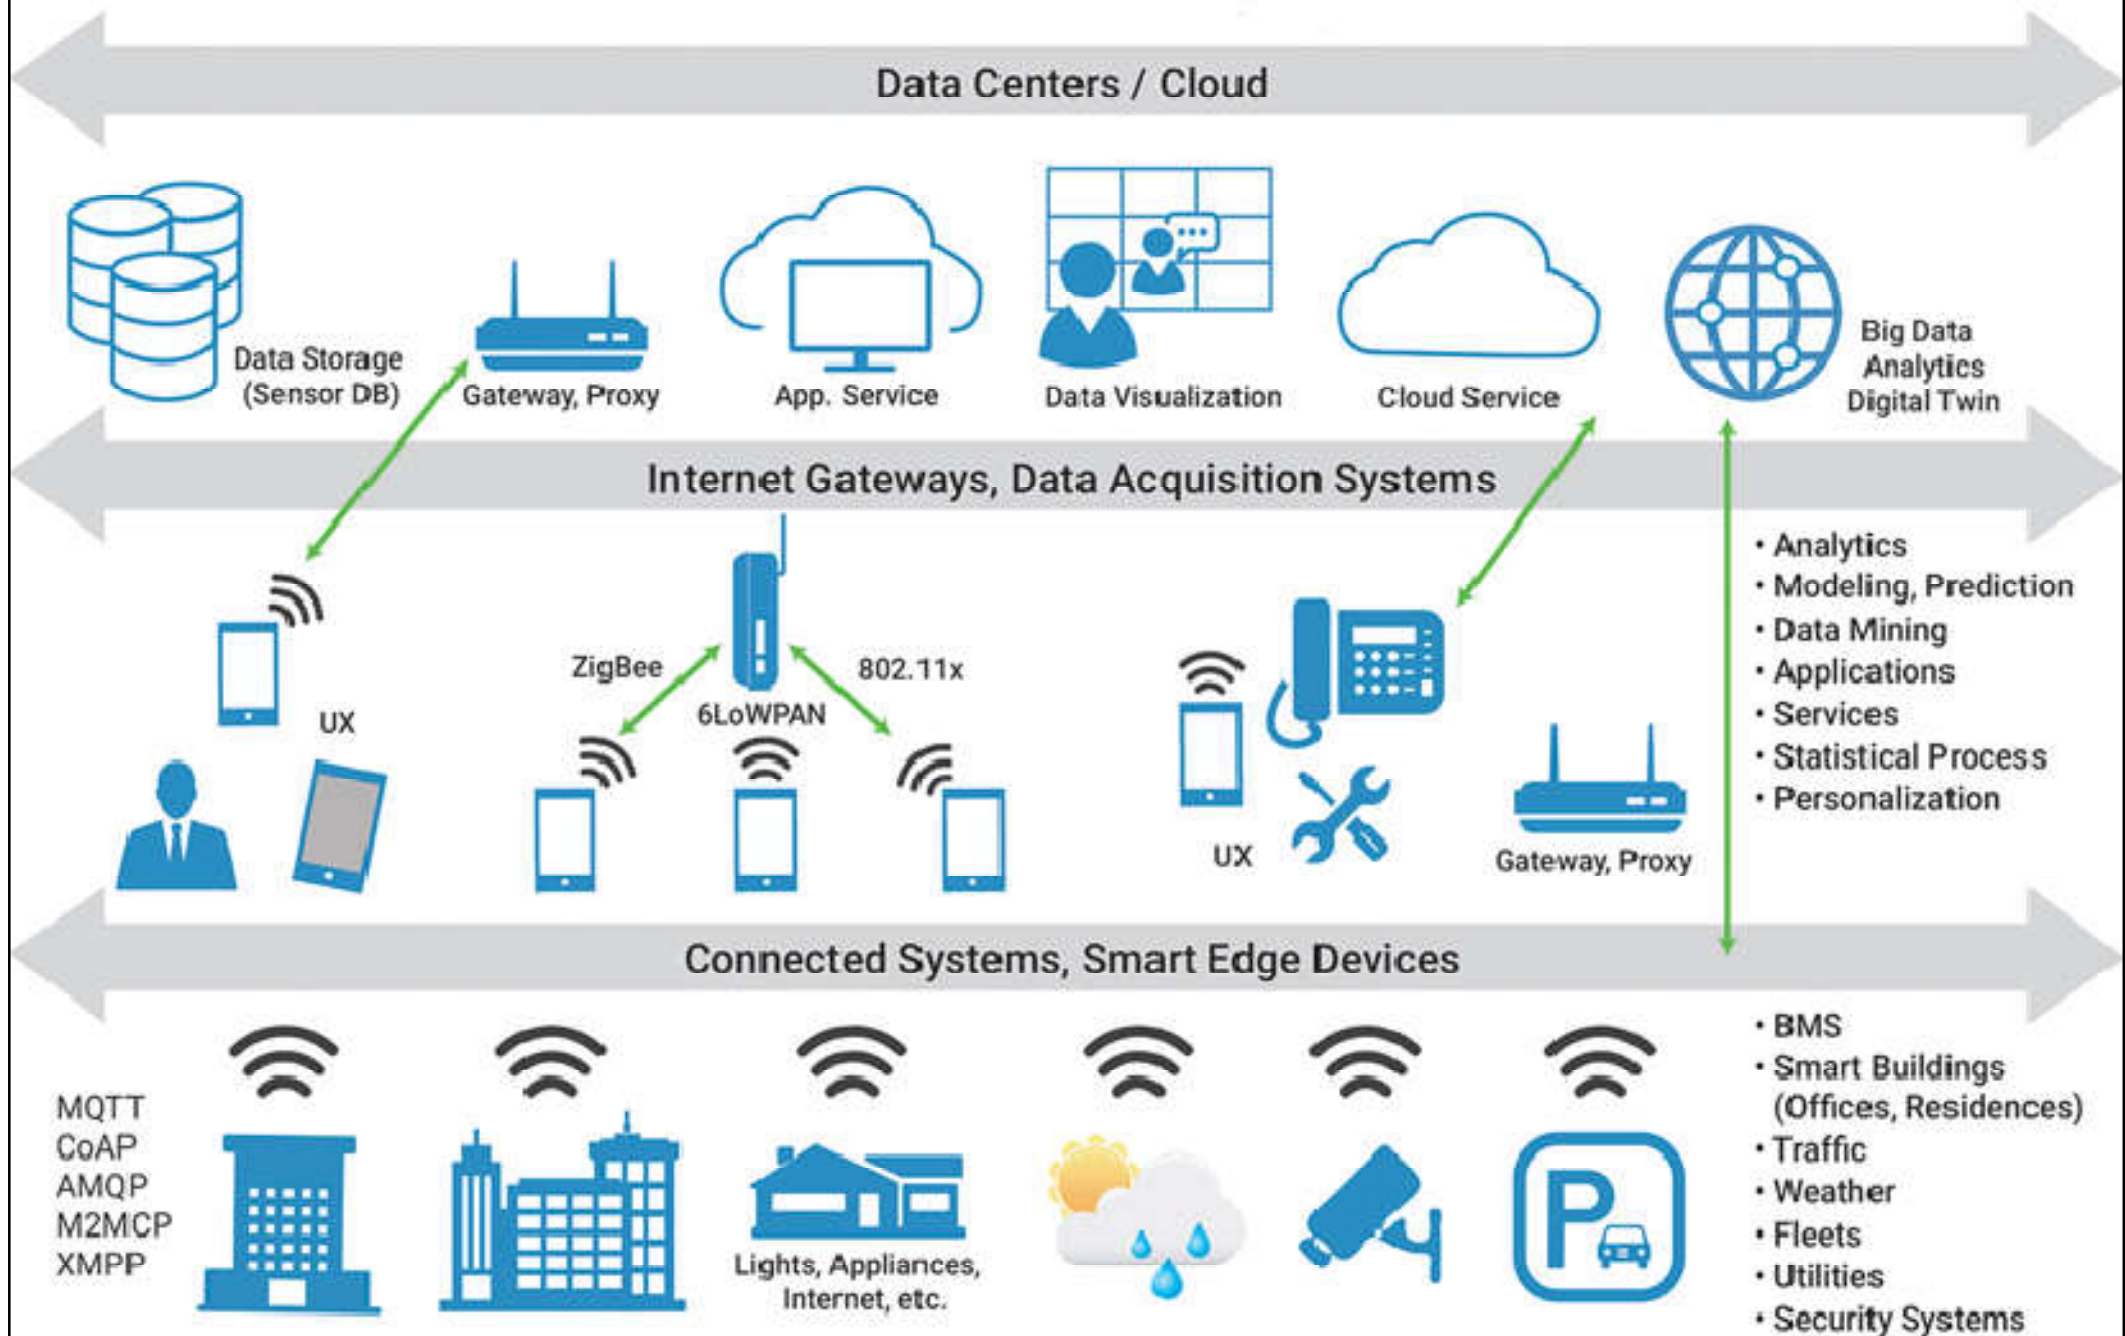 Data Centers / Cloud
Data Storage
(Sensor DB)
Gateway, Proxy
App. Service
Data Visualization
Cloud Service
Big Data
Analytics
Digital Twin
Internet Gateways, Data Acquisition Systems
UX
ZigBee
802.11x
6LoWPAN
UX
Gateway, Proxy
• Analytics
• Modeling, Prediction
• Data Mining
• Applications
• Services
• Statistical Process
• Personalization
Connected Systems, Smart Edge Devices
MQTT
CoAP
AMQP
M2MCP
XMPP
Lights, Appliances,
Internet, etc.
P
• BMS
• Smart Buildings
(Offices, Residences)
• Traffic
• Weather
• Fleets
• Utilities
• Security Systems